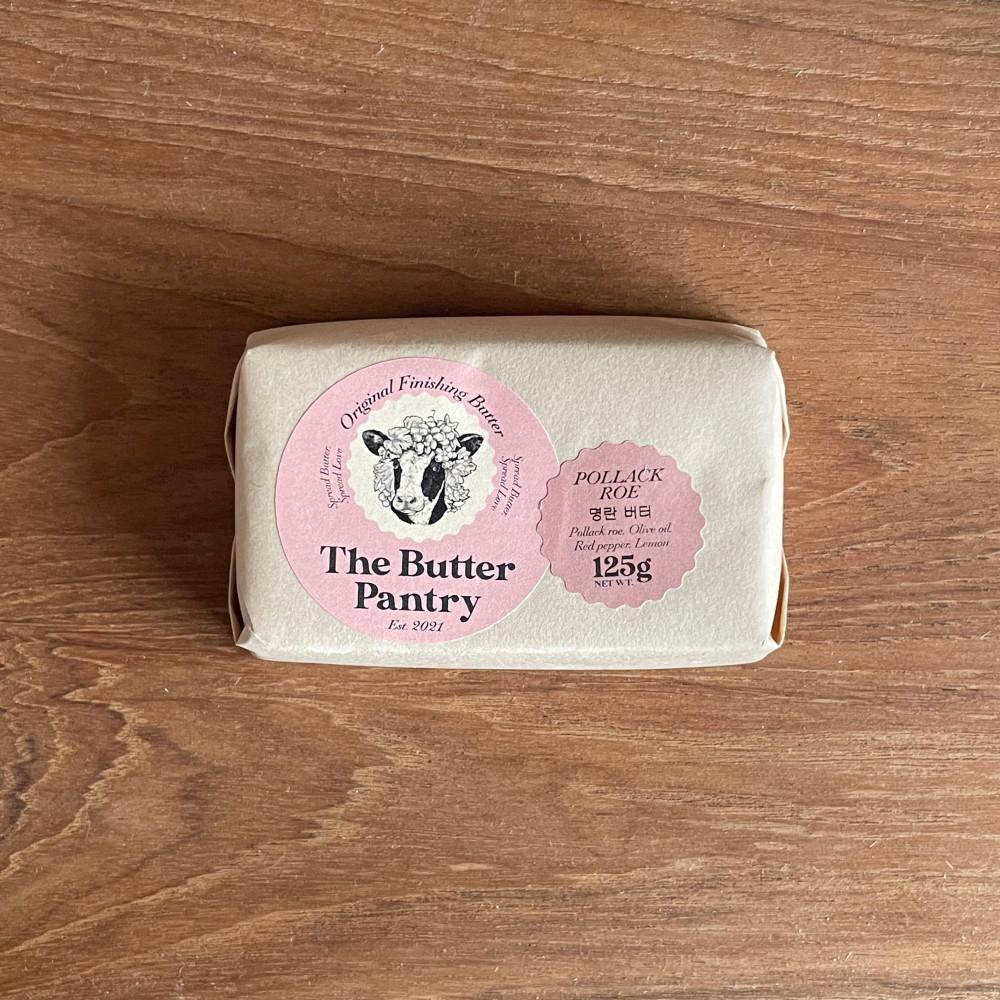 Original Finishing Butter
Spread Butter.
Spread Love
Spread Butter.
Spread Love.
The Butter
Pantry
Est. 2021
POLLACK
ROE
명란 버터
Pollack roe. Olive oil.
Red pepper. Lemon
125g
NET WT.